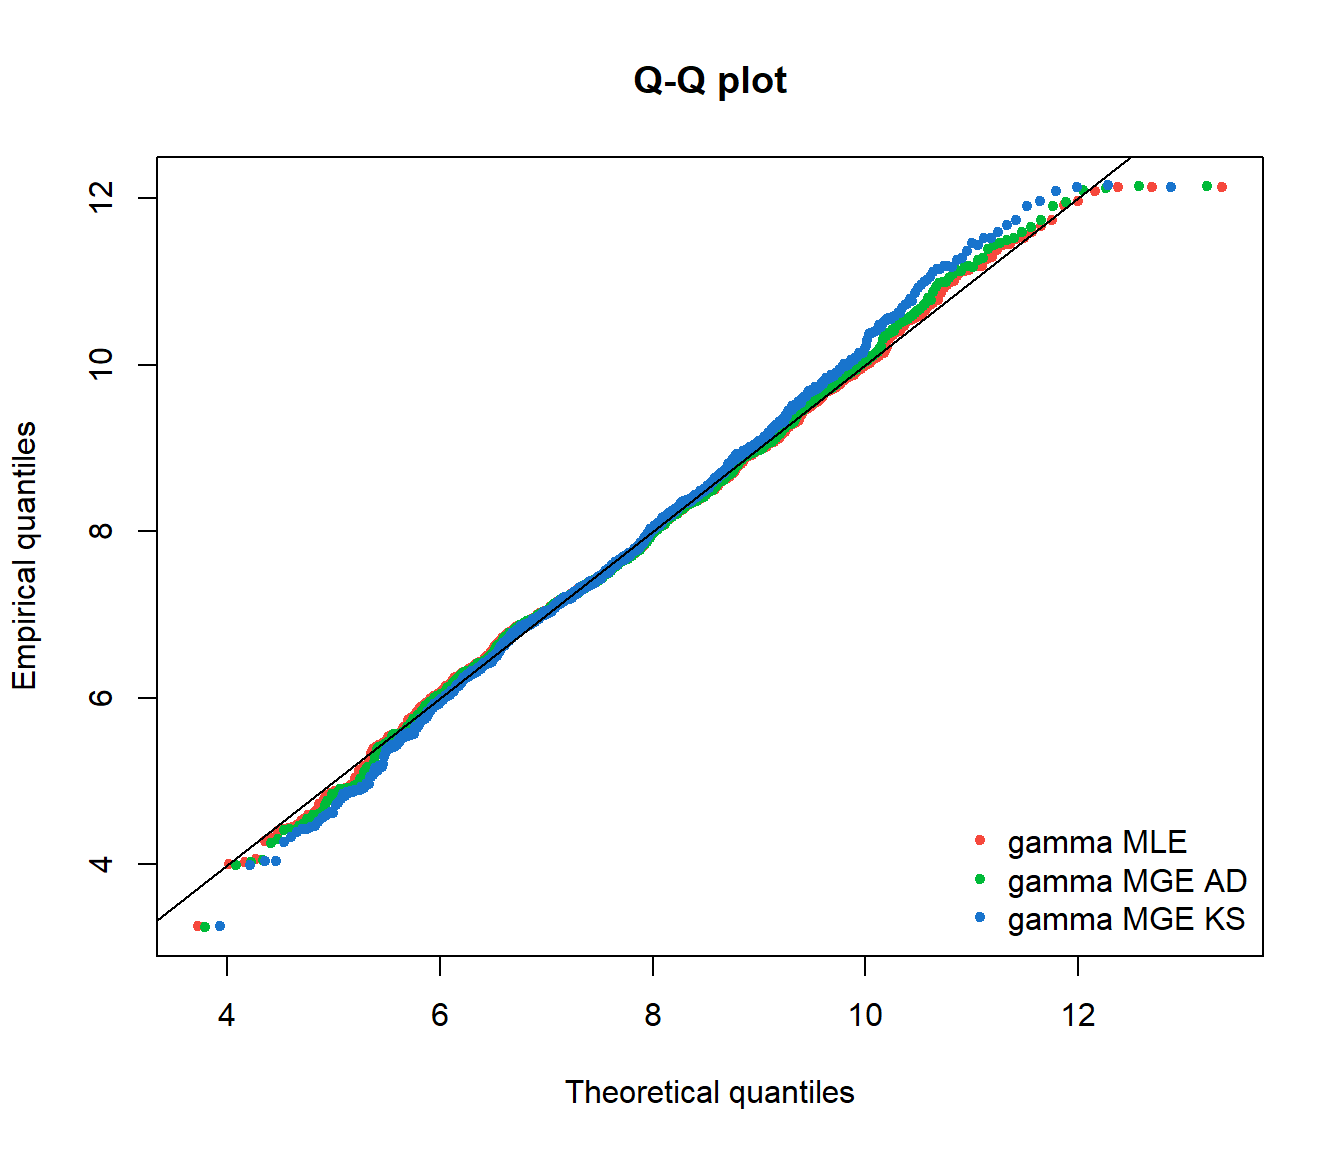 Q-Q plot
Empirical quantiles
12
10
8
6
4
gamma MLE
gamma MGE AD
gamma MGE KS
4 6 8 10 12
Theoretical quantiles